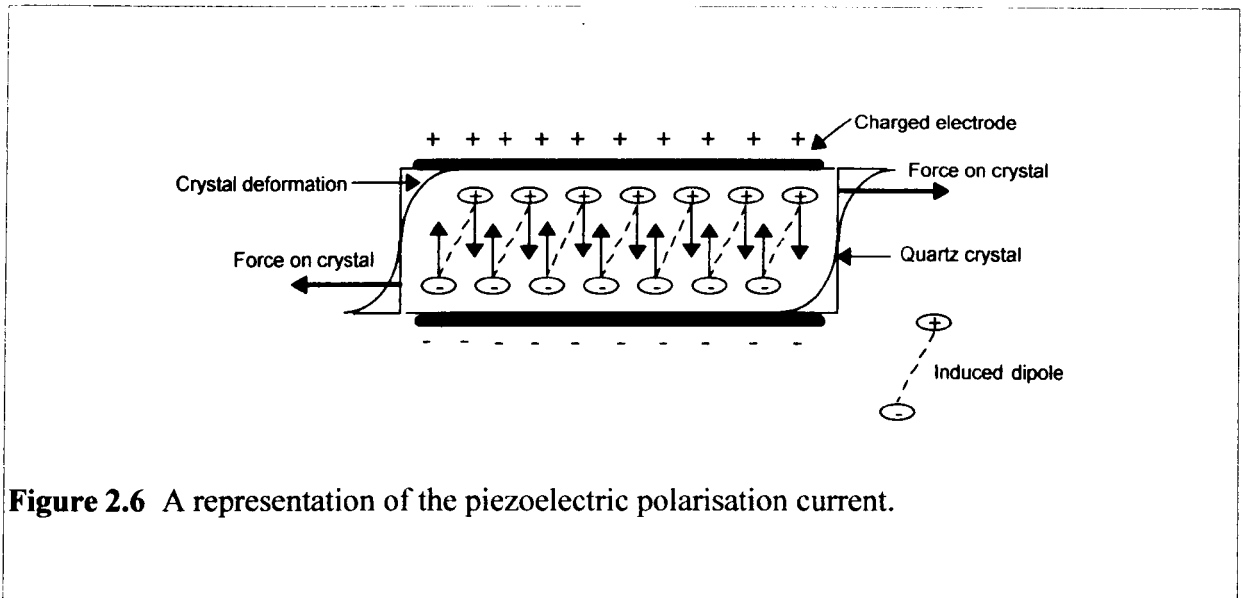 + + + + + + + + + +
Charged electrode
Crystal deformation
Force on crystal
+ + + + + + +
Force on crystal
Quartz crystal
- - - - - - -
- - - - - - - - - -
+
Induced dipole
-
Figure 2.6 A representation of the piezoelectric polarisation current.